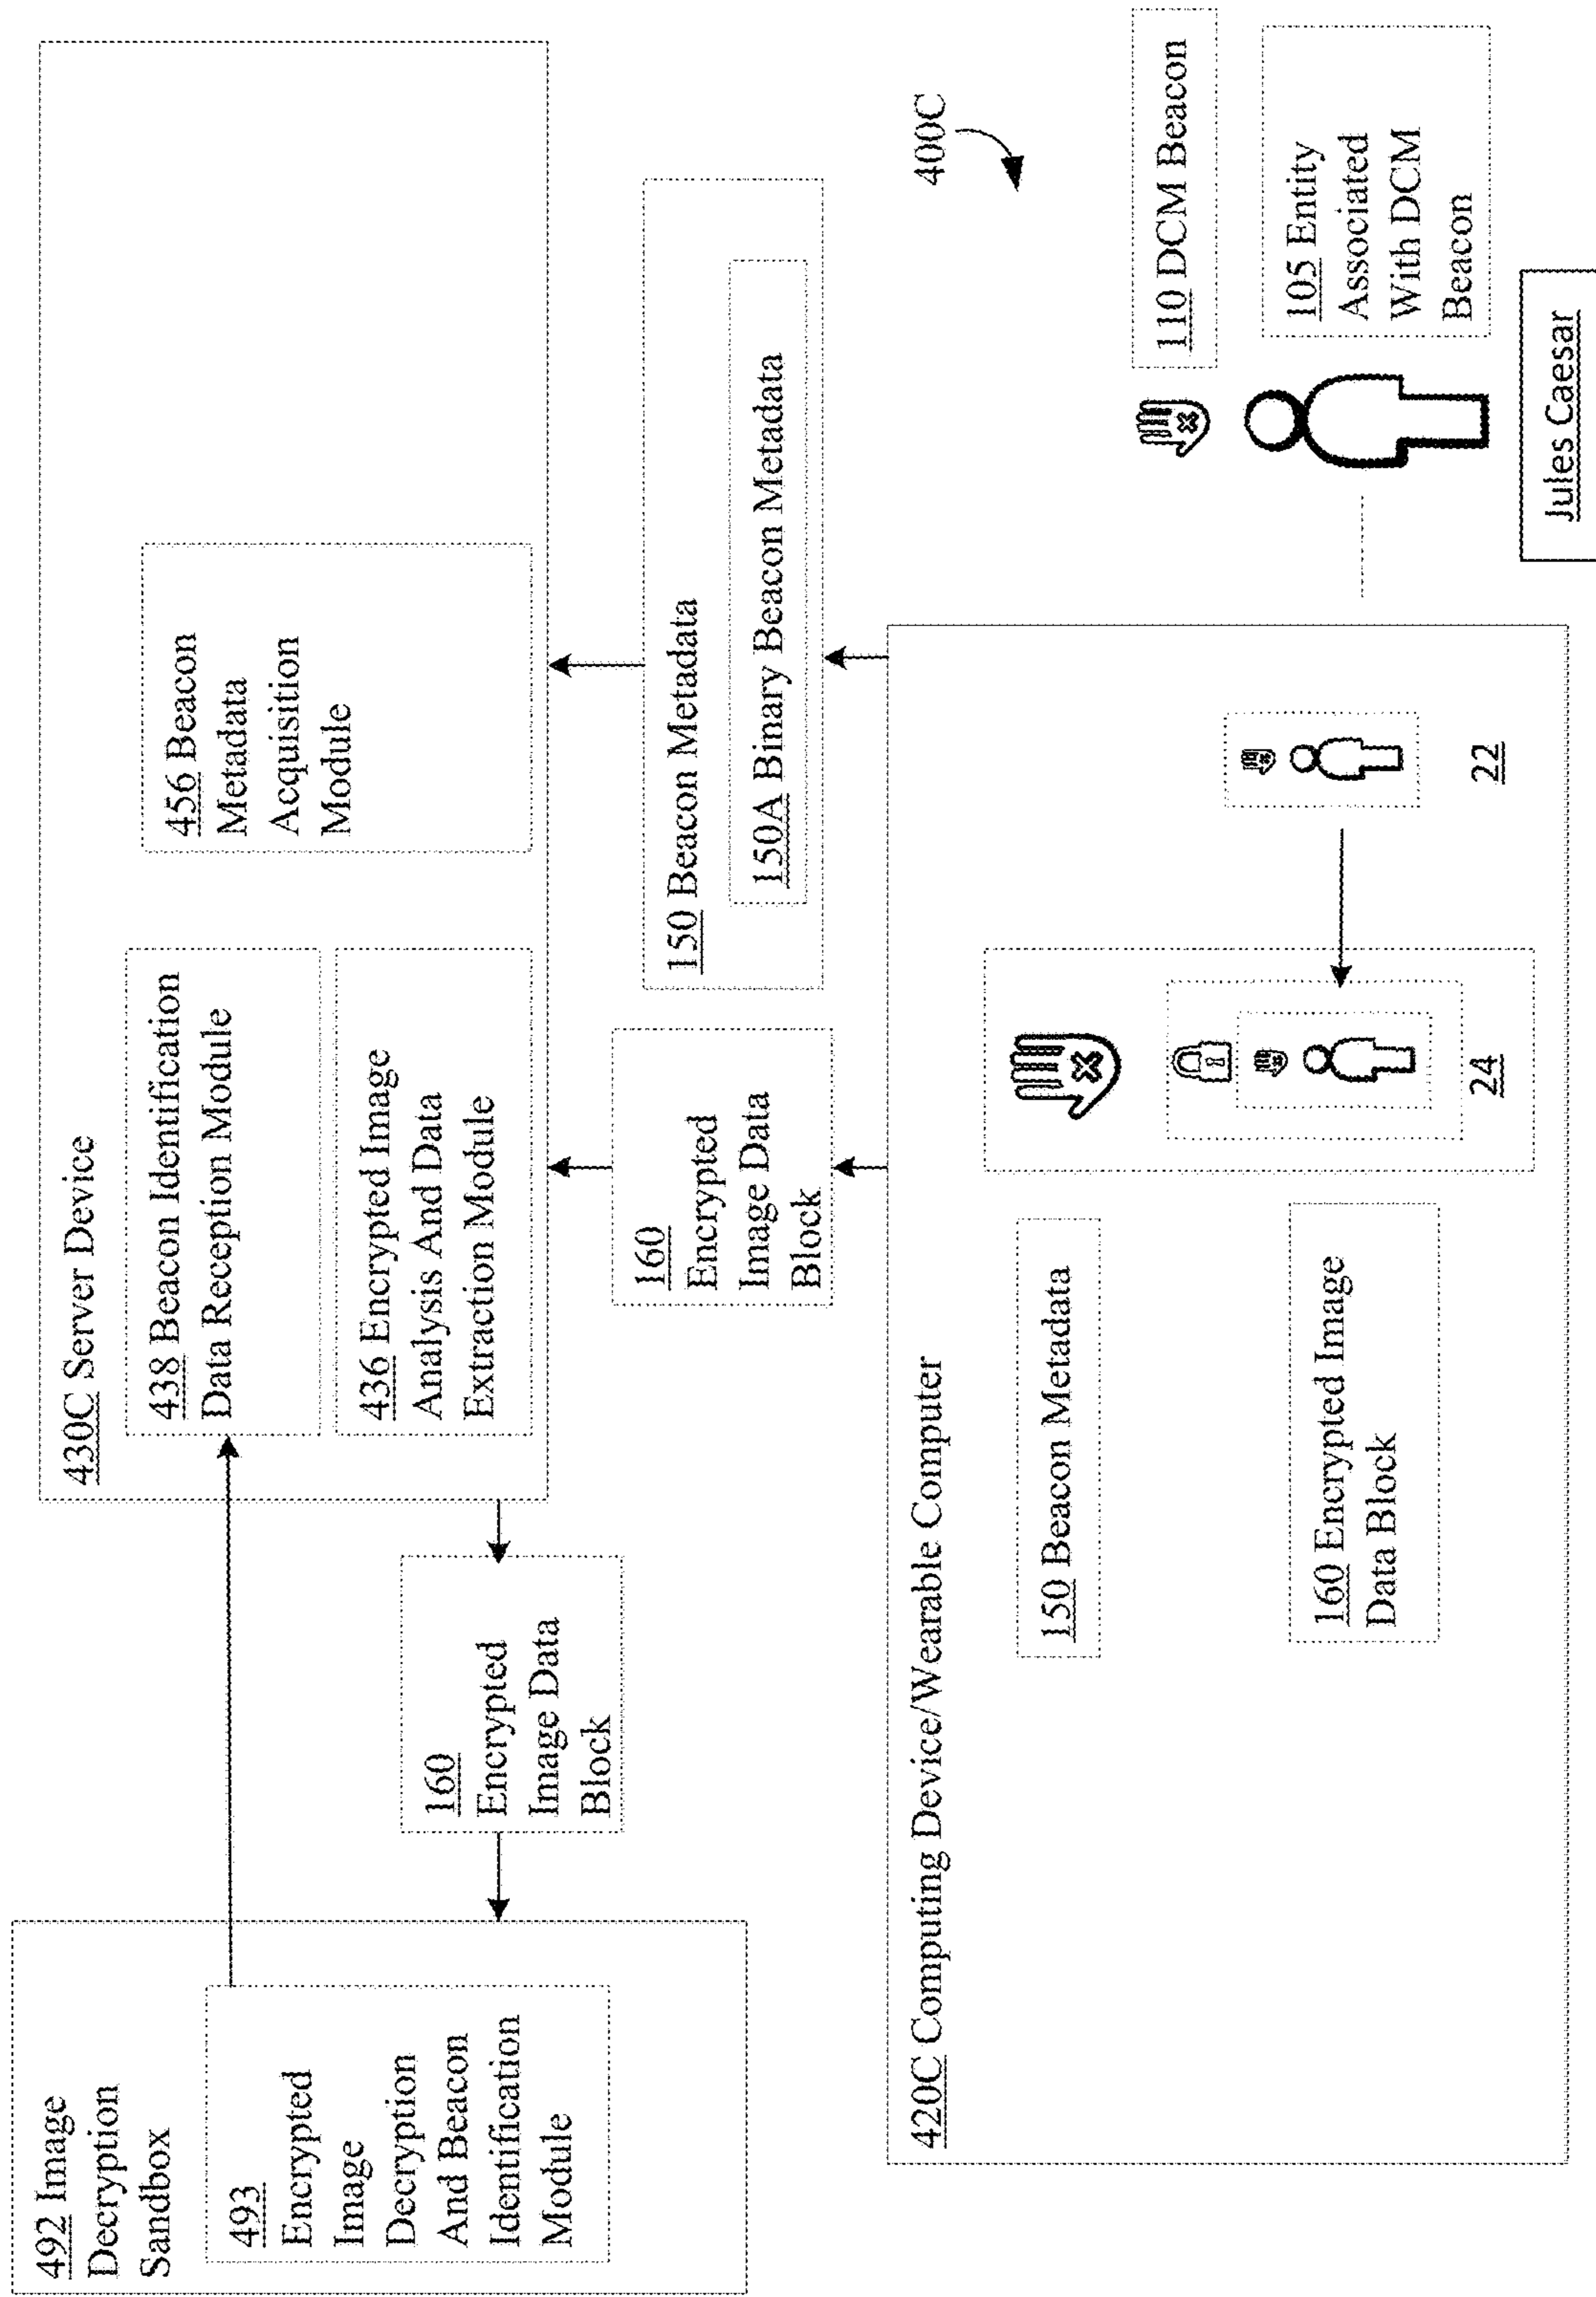 492 Image
Decryption
Sandbox
493
Encrypted
Image
Decryption
And Beacon
Identification
Module
160
Encrypted
Image Data
Block
430C Server Device
438 Beacon Identification
Data Reception Module
436 Encrypted Image
Analysis And Data
Extraction Module
456 Beacon
Metadata
Acquisition
Module
160
Encrypted
Image Data
Block
150 Beacon Metadata
150A Binary Beacon Metadata
420C Computing Device/Wearable Computer
150 Beacon Metadata
160 Encrypted Image
Data Block
24
22
400C
110 DCM Beacon
105 Entity
Associated
With DCM
Beacon
Jules Caesar